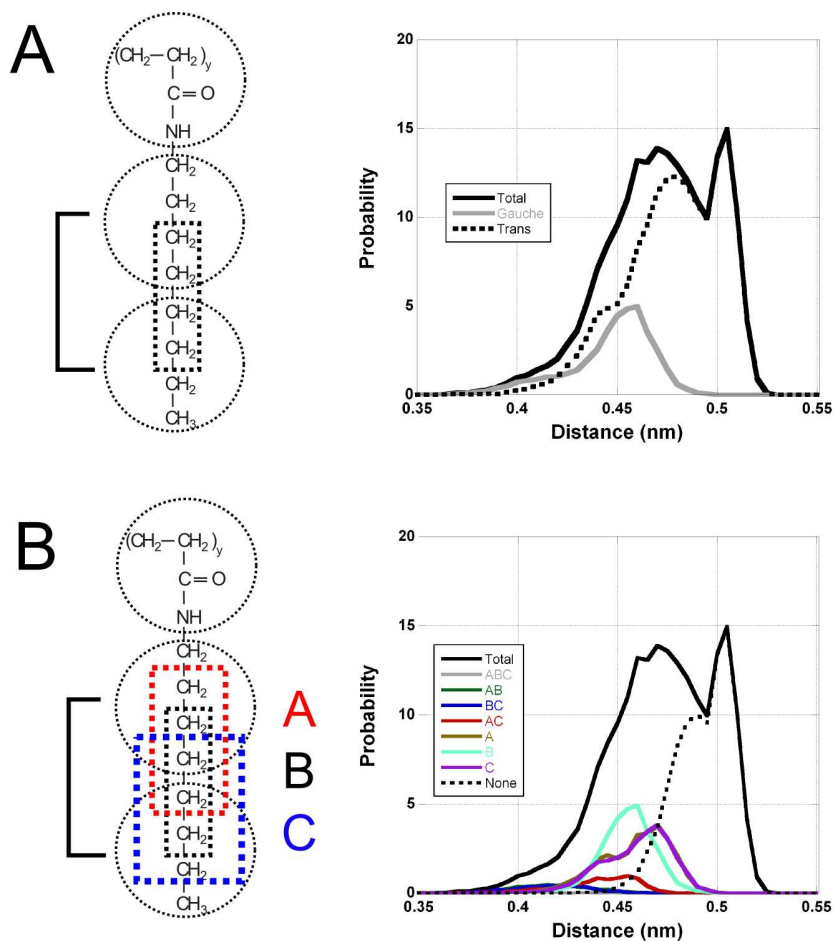 A
(CH2—CH2)y
C=O
NH
CH2
CH2
CH2
CH2
CH2
CH2
CH2
CH3
20
15
10
5
0
Probability
Total
Gauche
Trans
0.35
0.4
0.45
0.5
0.55
Distance (nm)
B
(CH2—CH2)y
C=O
NH
CH2
CH2
CH2
CH2
CH2
CH2
CH2
CH3
A
B
C
20
15
10
5
0
Probability
Total
ABC
AB
BC
AC
A
B
C
None
0.35
0.4
0.45
0.5
0.55
Distance (nm)